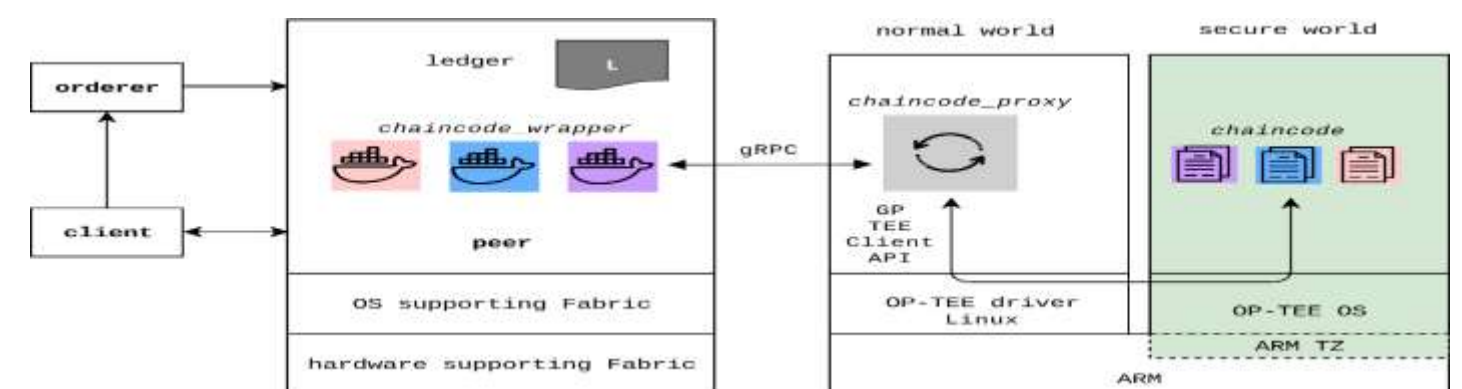 normal world
secure world
ledger
L
orderer
chaincode_proxy
chaincode_wrapper
chaincode
gRPC
client
peer
GP
TEE
Client
API
OS supporting Fabric
OP-TEE driver
Linux
OP-TEE OS
ARM TZ
hardware supporting Fabric
ARM